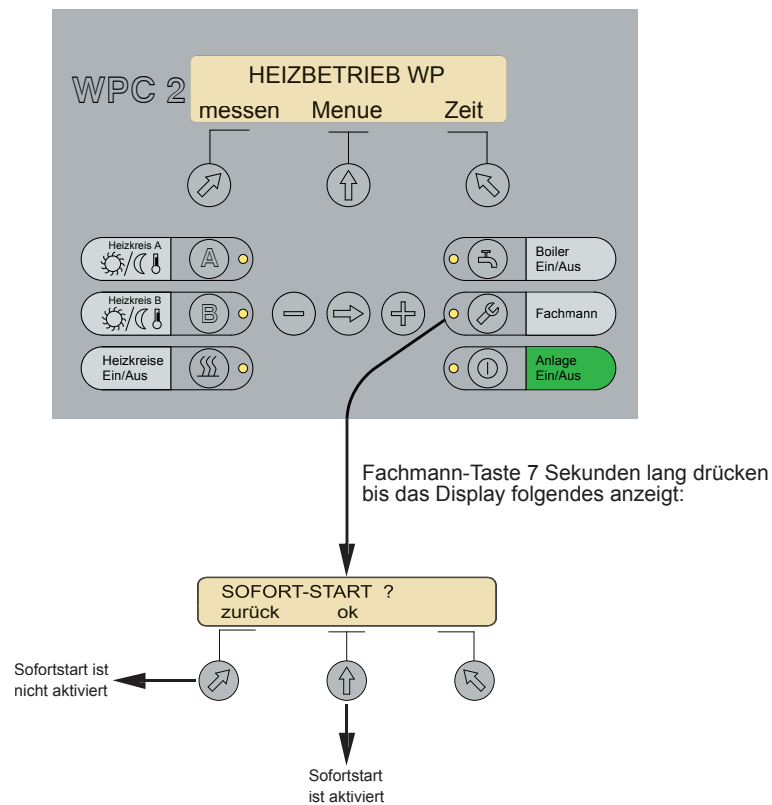 WPC 2
HEIZBETRIEB WP
messen Menue Zeit
Heizkreis A
A
Boiler
Ein/Aus
Heizkreis B
B
Fachmann
Heizkreise
Ein/Aus
Anlage
Ein/Aus
Fachmann-Taste 7 Sekunden lang drücken
bis das Display folgendes anzeigt:
SOFORT-START ?
zurück ok
Sofortstart ist
nicht aktiviert
Sofortstart
ist aktiviert